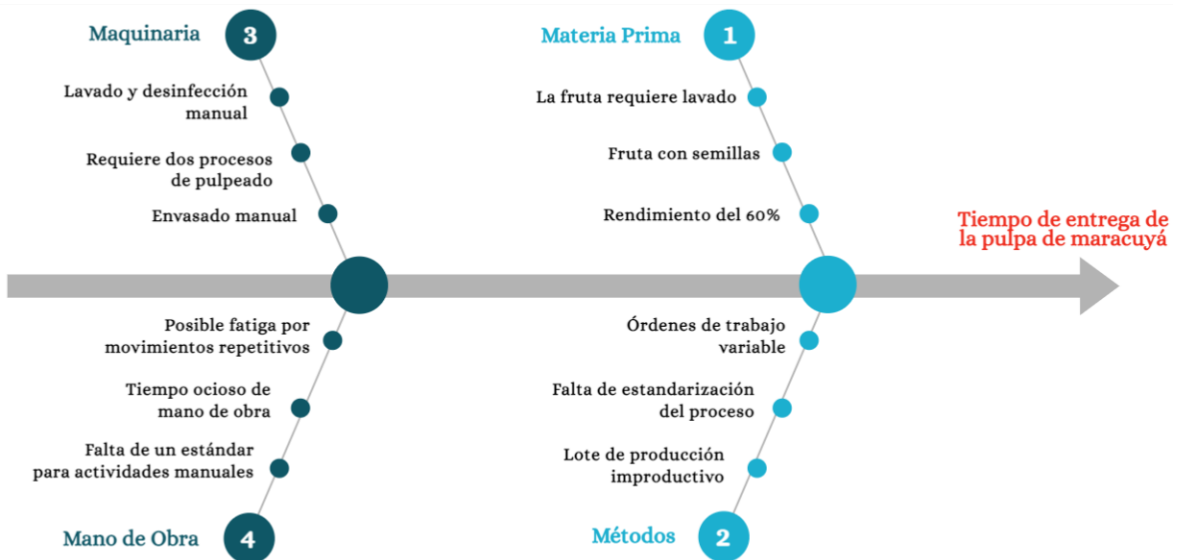 Maquinaria
3
Lavado y desinfección
manual
Requiere dos procesos
de pulpeado
Envasado manual
Materia Prima
1
La fruta requiere lavado
Fruta con semillas
Rendimiento del 60%
Tiempo de entrega de
la pulpa de maracuyá
Posible fatiga por
movimientos repetitivos
Tiempo ocioso de
mano de obra
Falta de un estándar
para actividades manuales
Mano de Obra
4
Órdenes de trabajo
variable
Falta de estandarización
del proceso
Lote de producción
improductivo
Métodos
2